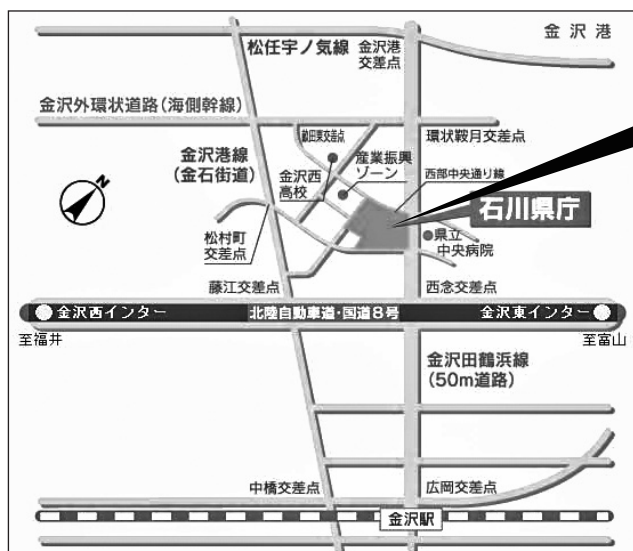 金沢港
松任宇ノ気線
金沢港
交差点
金沢外環状道路(海側幹線)
藤田東交差点
環状鞍月交差点
金沢港線
(金石街道)
産業振興
ゾーン
金沢西
高校
西部中央通り線
N
石川県庁
松村町
交差点
県立
中央病院
藤江交差点
西念交差点
金沢西インター
北陸自動車道・国道8号
金沢東インター
至福井
至富山
金沢田鶴浜線
(50m道路)
中橋交差点
広岡交差点
金沢駅